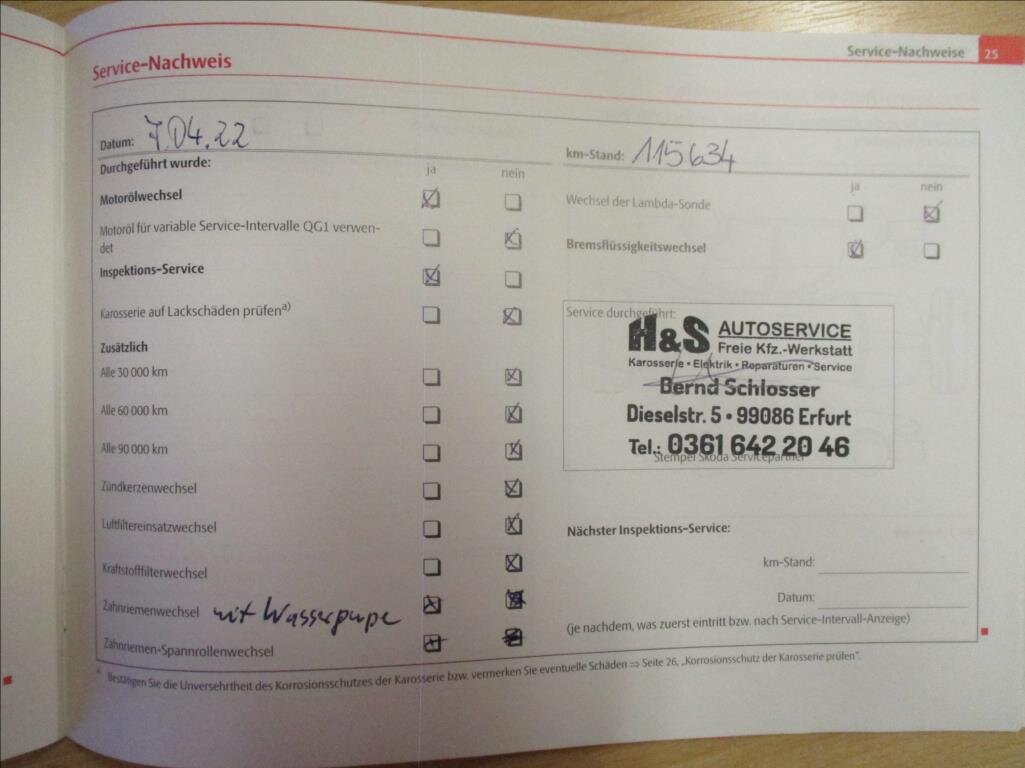 Service-Nachweise 25
Service-Nachweis
Datum: 7.04.22
Durchgeführt wurde:
ja nein
Motorölwechsel
Motoröl für variable Service-Intervalle QG1 verwen-
det
Inspektions-Service
Karosserie auf Lackschäden prüfen a)
Zusätzlich
Alle 30 000 km
Alle 60 000 km
Alle 90 000 km
Zündkerzenwechsel
Luftfiltereinsatzwechsel
Kraftstofffilterwechsel
Zahnriemenwechsel mit Wasserpupe
Zahnriemen-Spannrollenwechsel
km-Stand: 115634
ja nein
Wechsel der Lambda-Sonde
Bremsflüssigkeitswechsel
Service durchgeführt:
H&S AUTOSERVICE
Freie Kfz.-Werkstatt
Karosserie • Elektrik • Reparaturen • Service
Bernd Schlosser
Dieselstr. 5 • 99086 Erfurt
Tel.: 0361 642 20 46
Stempel Škoda Servicepartner
Nächster Inspektions-Service:
km-Stand:
Datum:
(je nachdem, was zuerst eintritt bzw. nach Service-Intervall-Anzeige)
a) Bestätigen Sie die Unversehrtheit des Korrosionsschutzes der Karosserie bzw. vermerken Sie eventuelle Schäden ⇒ Seite 26, „Korrosionsschutz der Karosserie prüfen“.